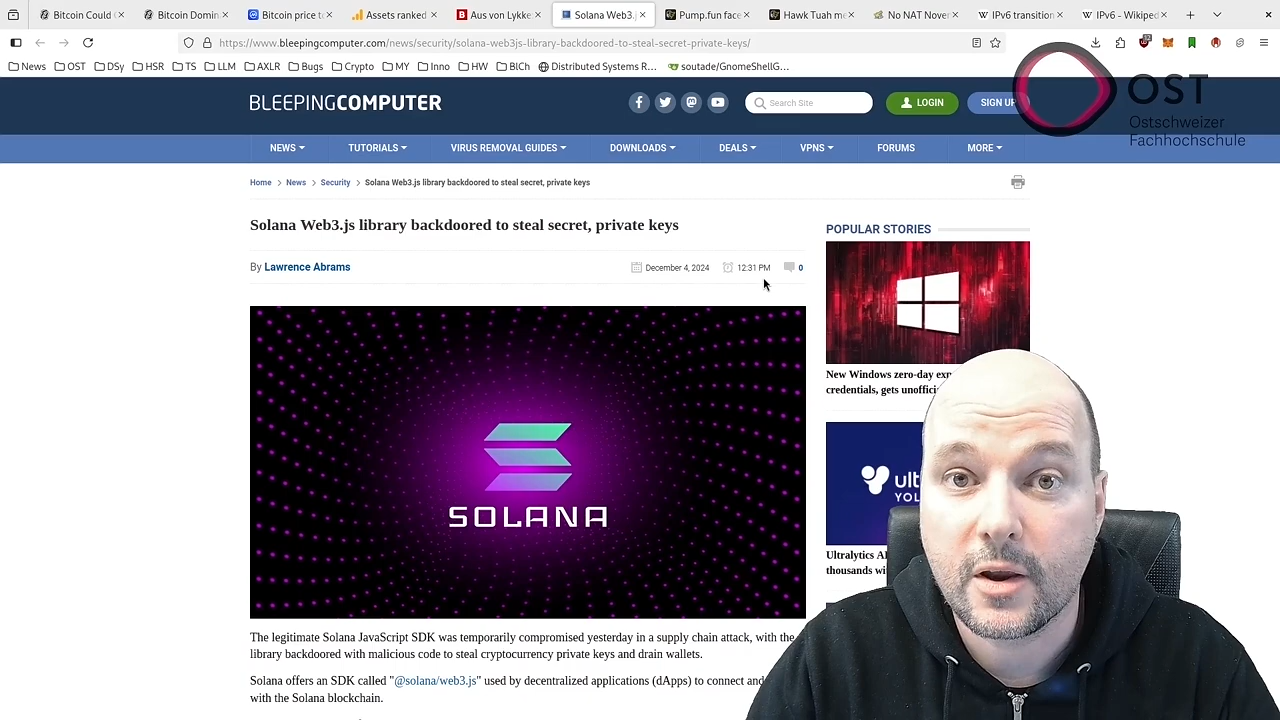 Bitcoin Could G
Bitcoin Domin
Bitcoin price to
Assets ranked
Aus von Lykke
Solana Web3.j
Pump.fun face
Hawk Tuah me
No NAT Nover
IPv6 transition
IPv6 - Wikiped
https://www.bleepingcomputer.com/news/security/solana-web3js-library-backdoored-to-steal-secret-private-keys/
News OST DSy HSR TS LLM AXLR Bugs Crypto MY Inno HW BlCh Distributed Systems R... soutade/GnomeShellG...
BLEEPINGCOMPUTER
Search Site
LOGIN
SIGN UP
OST
Ostschweizer
Fachhochschule
NEWS TUTORIALS VIRUS REMOVAL GUIDES DOWNLOADS DEALS VPNS FORUMS MORE
Home > News > Security > Solana Web3.js library backdoored to steal secret, private keys
Solana Web3.js library backdoored to steal secret, private keys
By Lawrence Abrams
December 4, 2024
12:31 PM
0
SOLANA
The legitimate Solana JavaScript SDK was temporarily compromised yesterday in a supply chain attack, with the
library backdoored with malicious code to steal cryptocurrency private keys and drain wallets.
Solana offers an SDK called "@solana/web3.js" used by decentralized applications (dApps) to connect and
with the Solana blockchain.
POPULAR STORIES
New Windows zero-day exp
credentials, gets unoffici
ult
YOL
Ultralytics AI
thousands wi